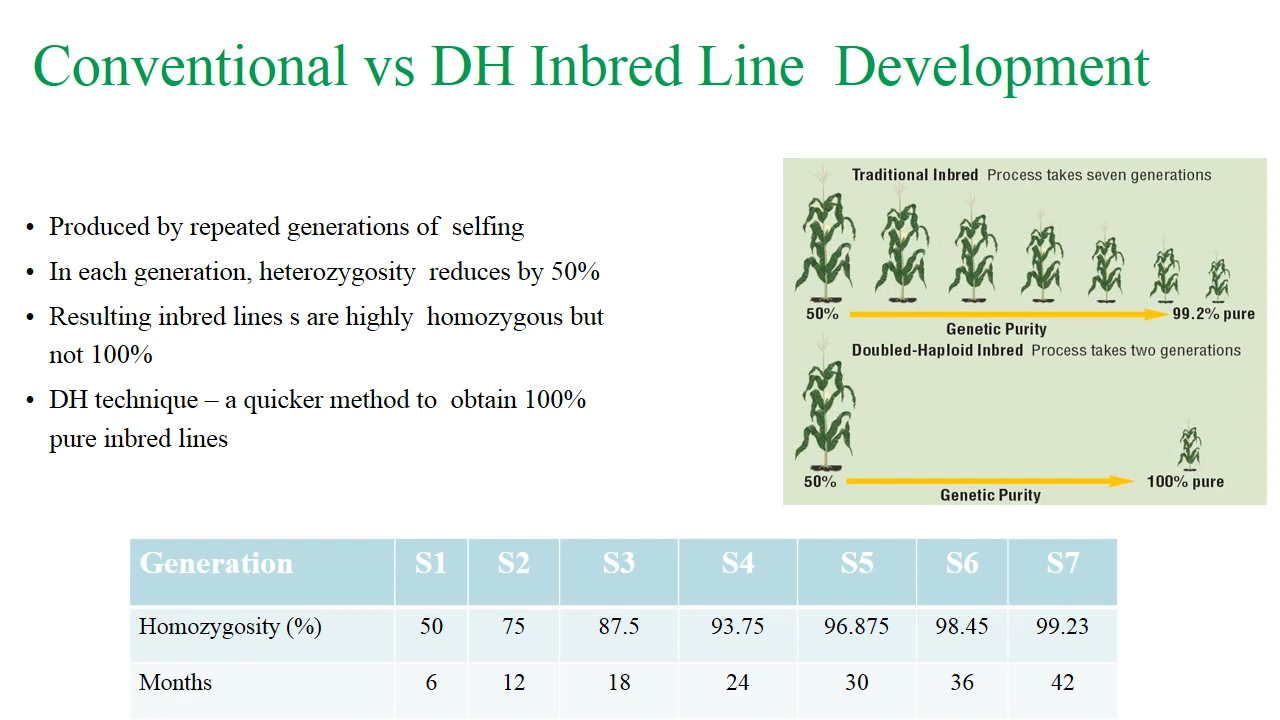 Conventional vs DH Inbred Line Development
• Produced by repeated generations of selfing
• In each generation, heterozygosity reduces by 50%
• Resulting inbred lines s are highly homozygous but
not 100%
• DH technique – a quicker method to obtain 100%
pure inbred lines
Traditional Inbred Process takes seven generations
50% 99.2% pure
Genetic Purity
Doubled-Haploid Inbred Process takes two generations
50% 100% pure
Genetic Purity
Generation S1 S2 S3 S4 S5 S6 S7
Homozygosity (%) 50 75 87.5 93.75 96.875 98.45 99.23
Months 6 12 18 24 30 36 42